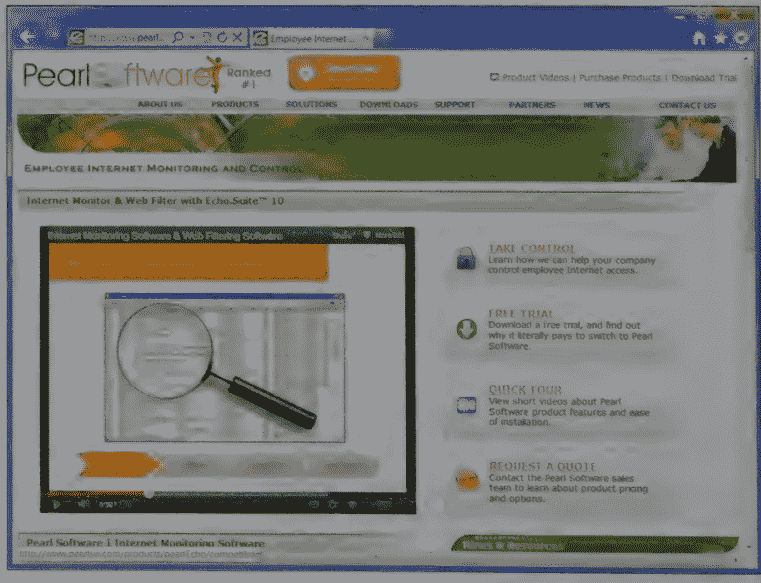 Employee Internet ...
Pearl ftware
Ranked
#1
Product Videos | Purchase Products | Download Trial
ABOUT US PRODUCTS SOLUTIONS DOWNLOADS SUPPORT PARTNERS NEWS CONTACT US
EMPLOYEE INTERNET MONITORING AND CONTROL
Internet Monitor & Web Filter with Echo.Suite™ 10
Internet Monitoring Software & Web Filtering Software
TAKE CONTROL
Learn how we can help your company
control employee Internet access.
FREE TRIAL
Download a free trial, and find out
why it literally pays to switch to Pearl
Software.
QUICK TOUR
View short videos about Pearl
Software product features and ease
of installation.
REQUEST A QUOTE
Contact the Pearl Software sales
team to learn about product pricing
and options.
Pearl Software | Internet Monitoring Software
News & Resources